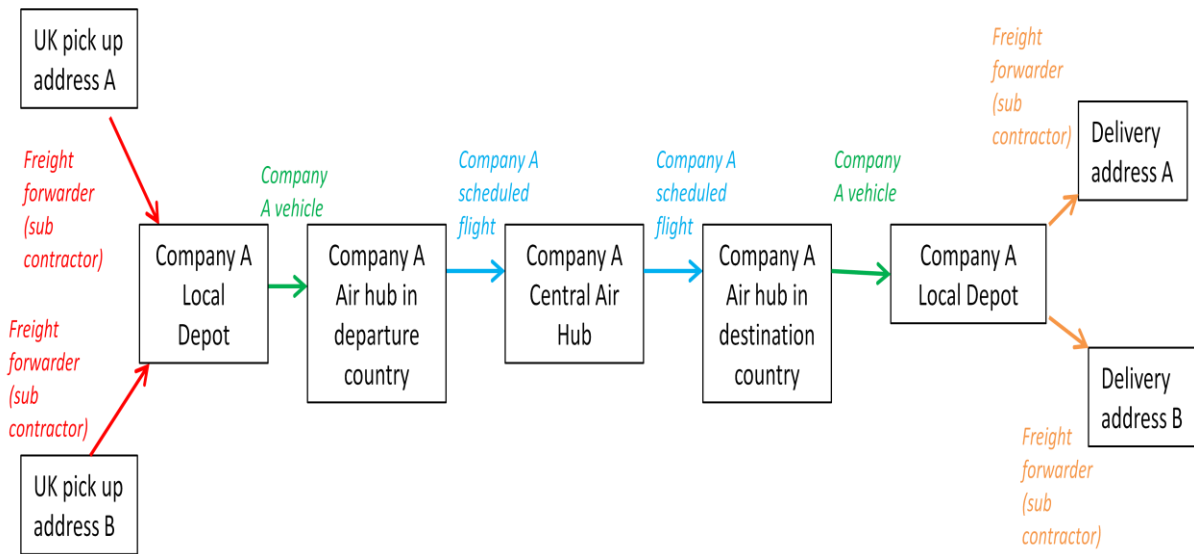 UK pick up
address A
Freight
forwarder
(sub
contractor)
Freight
forwarder
(sub
contractor)
UK pick up
address B
Company A
Local
Depot
Company
A vehicle
Company A
Air hub in
departure
country
Company A
scheduled
flight
Company A
Central Air
Hub
Company A
scheduled
flight
Company A
Air hub in
destination
country
Company
A vehicle
Company A
Local Depot
Freight
forwarder
(sub
contractor)
Delivery
address A
Delivery
address B
Freight
forwarder
(sub
contractor)